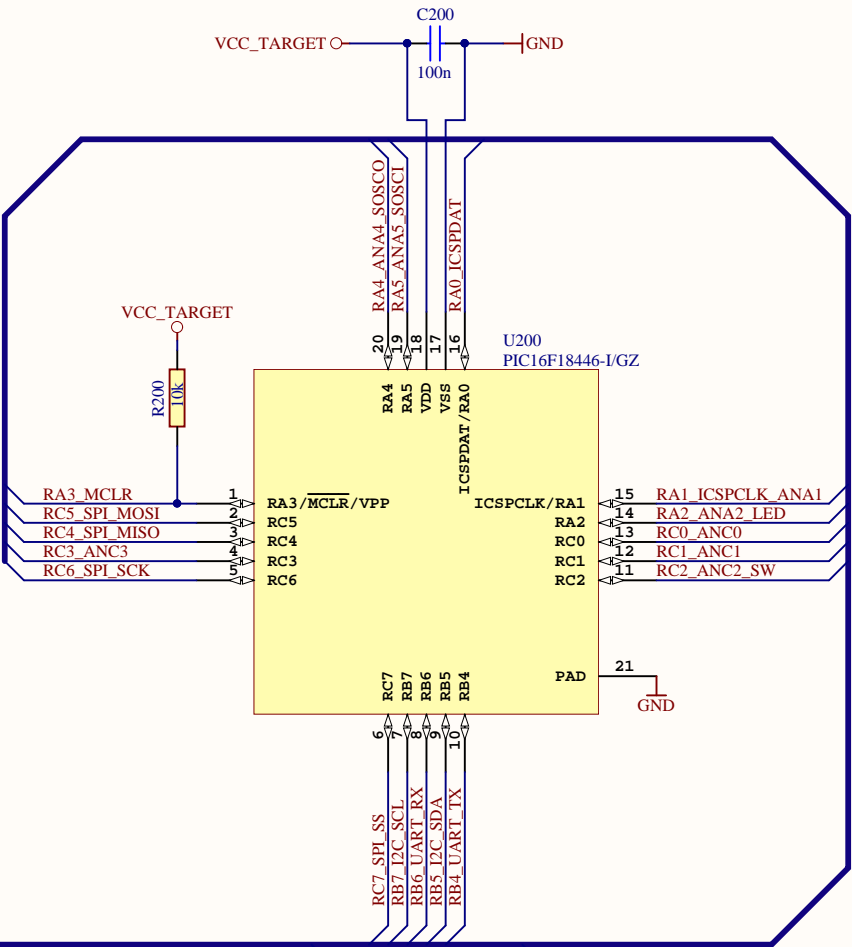 C200
VCC_TARGET
GND
100n
RA4_ANA4_SOSCO
RA5_ANA5_SOSCI
RA0_ICSPDAT
VCC_TARGET
R200
10k
20
19
18
17
16
U200
PIC16F18446-I/GZ
RA4
RA5
VDD
VSS
ICSPDAT/RA0
RA3_MCLR
1
RA3/MCLR/VPP
ICSPCLK/RA1
15
RA1_ICSPCLK_ANA1
RC5_SPI_MOSI
2
RC5
RA2
14
RA2_ANA2_LED
RC4_SPI_MISO
3
RC4
RC0
13
RC0_ANC0
RC3_ANC3
4
RC3
RC1
12
RC1_ANC1
RC6_SPI_SCK
5
RC6
RC2
11
RC2_ANC2_SW
PAD
21
GND
RC7
RB7
RB6
RB5
RB4
6
7
8
9
10
RC7_SPI_SS
RB7_I2C_SCL
RB6_UART_RX
RB5_I2C_SDA
RB4_UART_TX